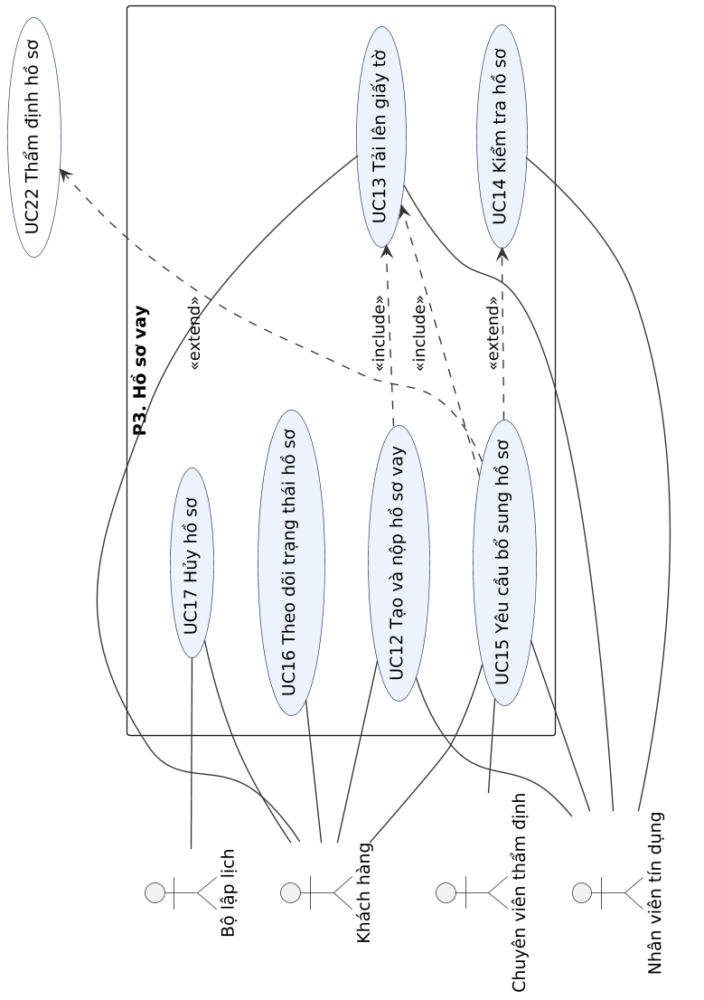 UC22 Thẩm định hồ sơ
P3. Hồ sơ vay
UC13 Tải lên giấy tờ
UC14 Kiểm tra hồ sơ
«extend»
«include»
«include»
«extend»
UC17 Hủy hồ sơ
UC16 Theo dõi trạng thái hồ sơ
UC12 Tạo và nộp hồ sơ vay
UC15 Yêu cầu bổ sung hồ sơ
Bộ lập lịch
Khách hàng
Chuyên viên thẩm định
Nhân viên tín dụng